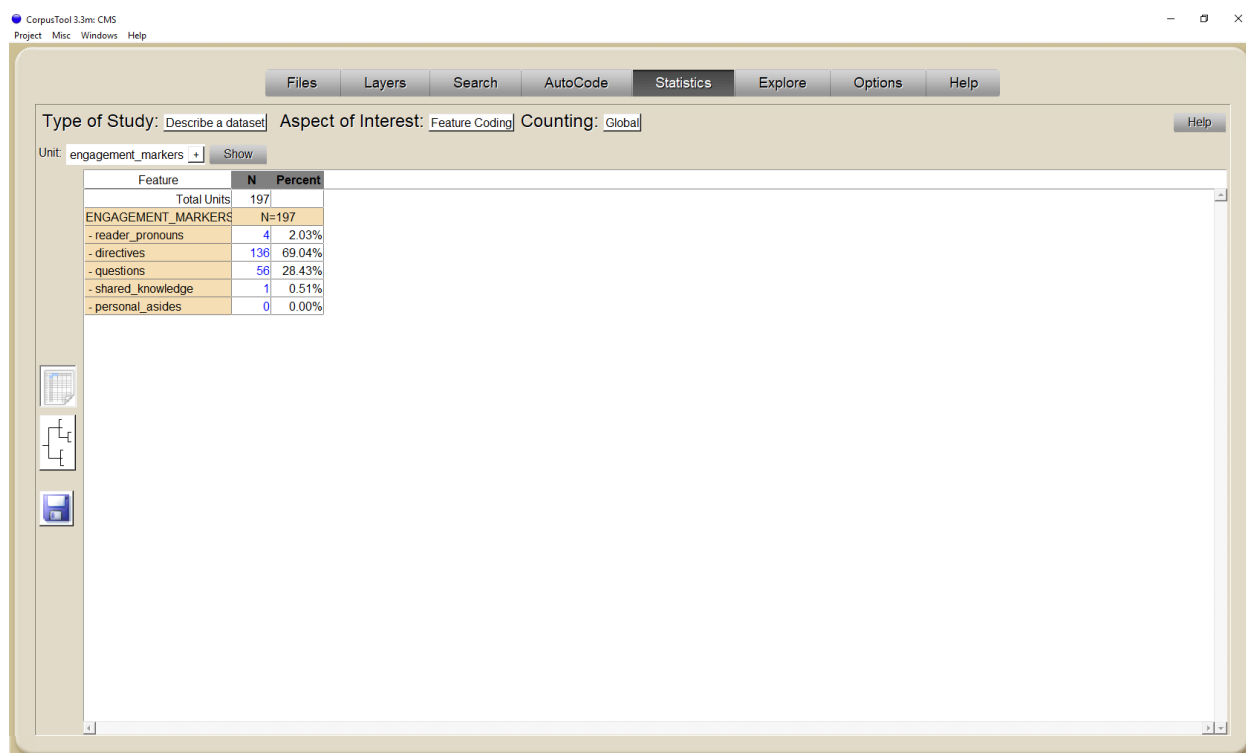 CorpusTool 3.3m: CMS
Project Misc Windows Help
Files Layers Search AutoCode Statistics Explore Options Help
Type of Study: Describe a dataset Aspect of Interest: Feature Coding Counting: Global Help
Unit: engagement_markers + Show
Feature N Percent
Total Units 197
ENGAGEMENT_MARKERS N=197
- reader_pronouns 4 2.03%
- directives 136 69.04%
- questions 56 28.43%
- shared_knowledge 1 0.51%
- personal_asides 0 0.00%